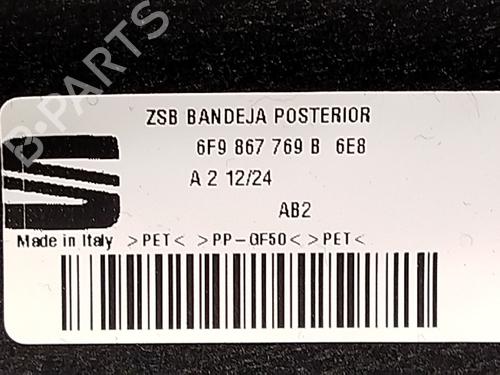 B-PARTS
ZSB BANDEJA POSTERIOR
6F9 867 769 B 6E8
A 2 12/24
AB2
Made in Italy >PET< >PP-GF50<>PET<